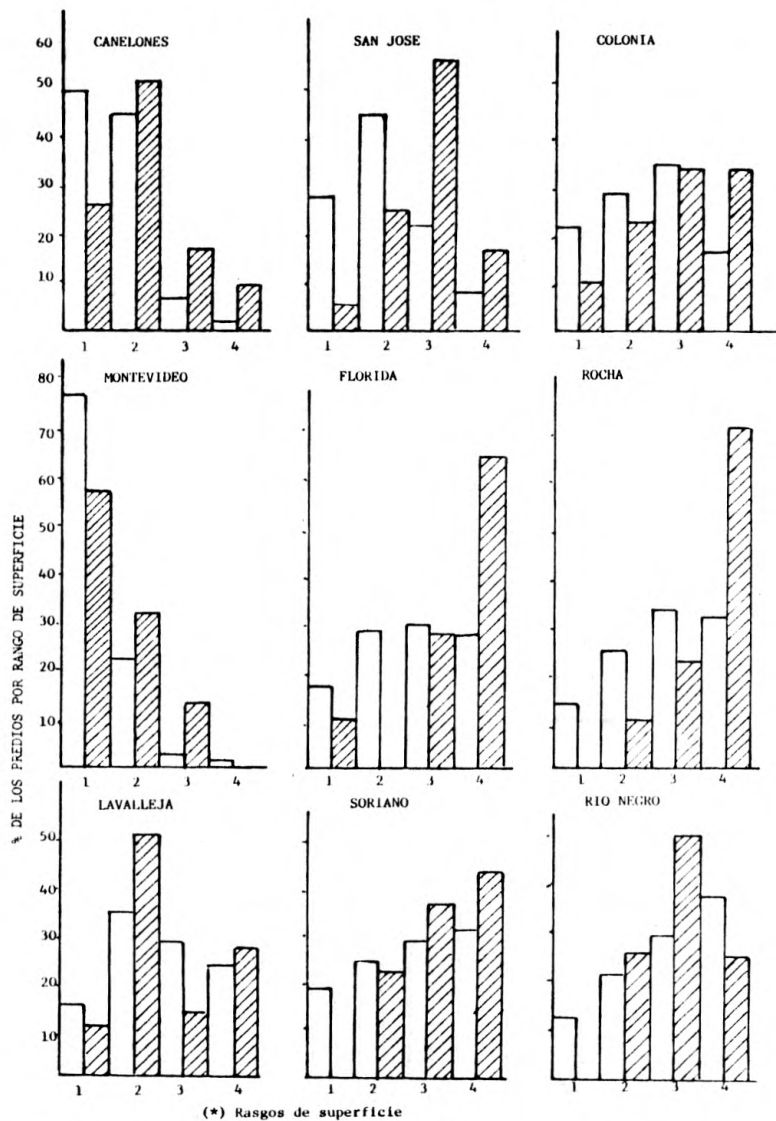 CANELONES
SAN JOSE
COLONIA
60
50
40
30
20
10
1 2 3 4
1 2 3 4
1 2 3 4
MONTEVIDEO
FLORIDA
ROCHA
80
70
60
50
40
30
20
10
1 2 3 4
1 2 3 4
1 2 3 4
% DE LOS PREDIOS POR RANGO DE SUPERFICIE
LAVALLEJA
SORIANO
RIO NEGRO
50
40
30
20
10
1 2 3 4
1 2 3 4
1 2 3 4
(*) Rasgos de superficie